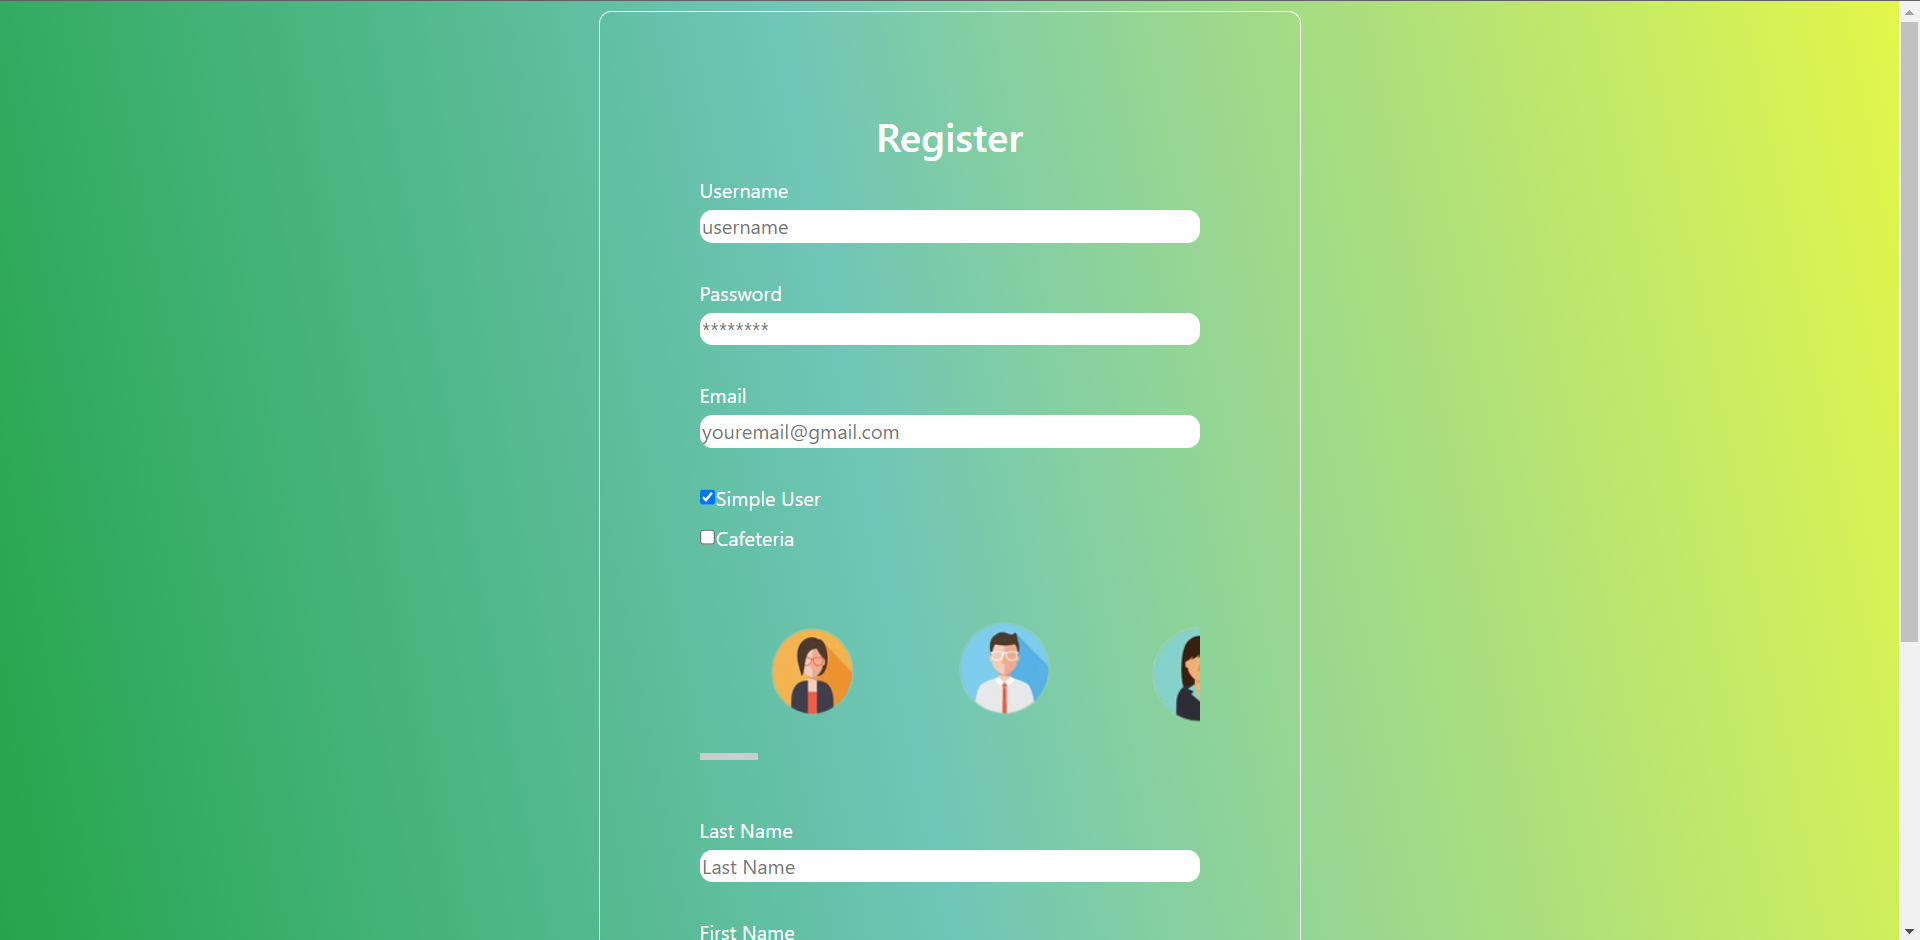 Register
Username
username
Password
********
Email
youremail@gmail.com
Simple User
Cafeteria
Last Name
Last Name
First Name